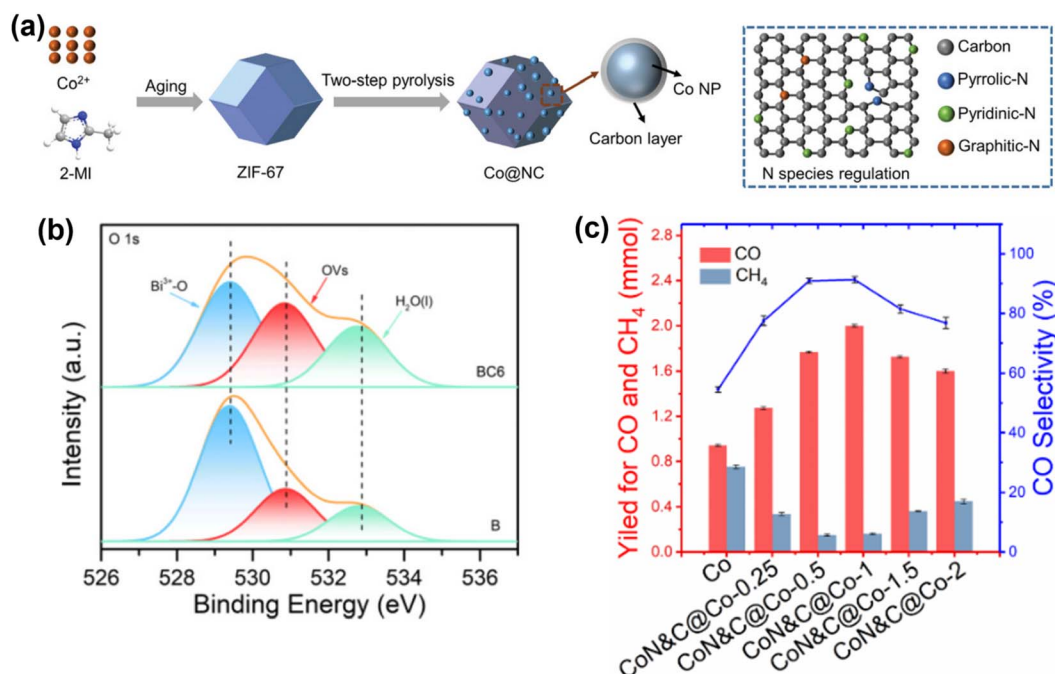 (a)
Co2+
2-MI
Aging
ZIF-67
Two-step pyrolysis
Co@NC
Co NP
Carbon layer
Carbon
Pyrrolic-N
Pyridinic-N
Graphitic-N
N species regulation
(b)
O 1s
Bi3+-O
OVs
H2O(l)
BC6
B
Intensity (a.u.)
526 528 530 532 534 536
Binding Energy (eV)
(c)
CO
CH4
Yiled for CO and CH4 (mmol)
2.8
2.4
2.0
1.6
1.2
0.8
0.4
0.0
CO Selectivity (%)
100
80
60
40
20
10
0
Co
CoN&C@Co-0.25
CoN&C@Co-0.5
CoN&C@Co-1
CoN&C@Co-1.5
CoN&C@Co-2